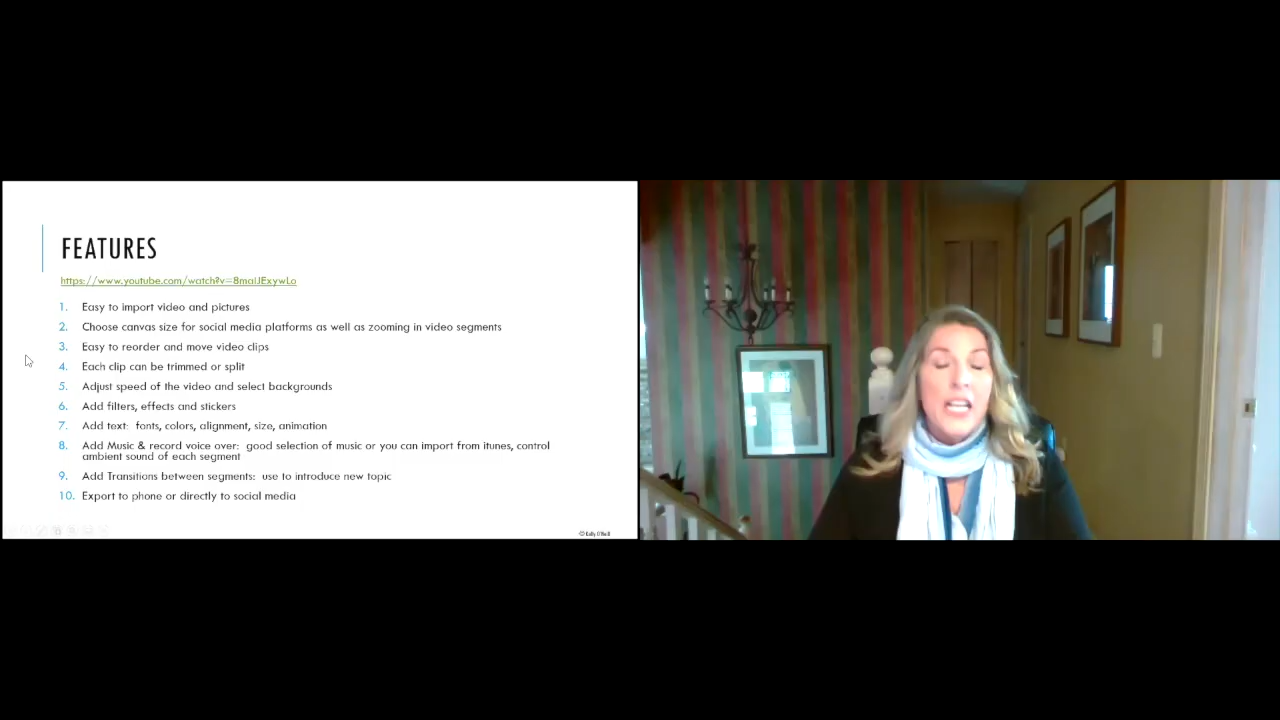 FEATURES
https://www.youtube.com/watch?v=8maIJExywLo
1. Easy to import video and pictures
2. Choose canvas size for social media platforms as well as zooming in video segments
3. Easy to reorder and move video clips
4. Each clip can be trimmed or split
5. Adjust speed of the video and select backgrounds
6. Add filters, effects and stickers
7. Add text: fonts, colors, alignment, size, animation
8. Add Music & record voice over: good selection of music or you can import from itunes, control
ambient sound of each segment
9. Add Transitions between segments: use to introduce new topic
10. Export to phone or directly to social media
© Kelly O'Neill